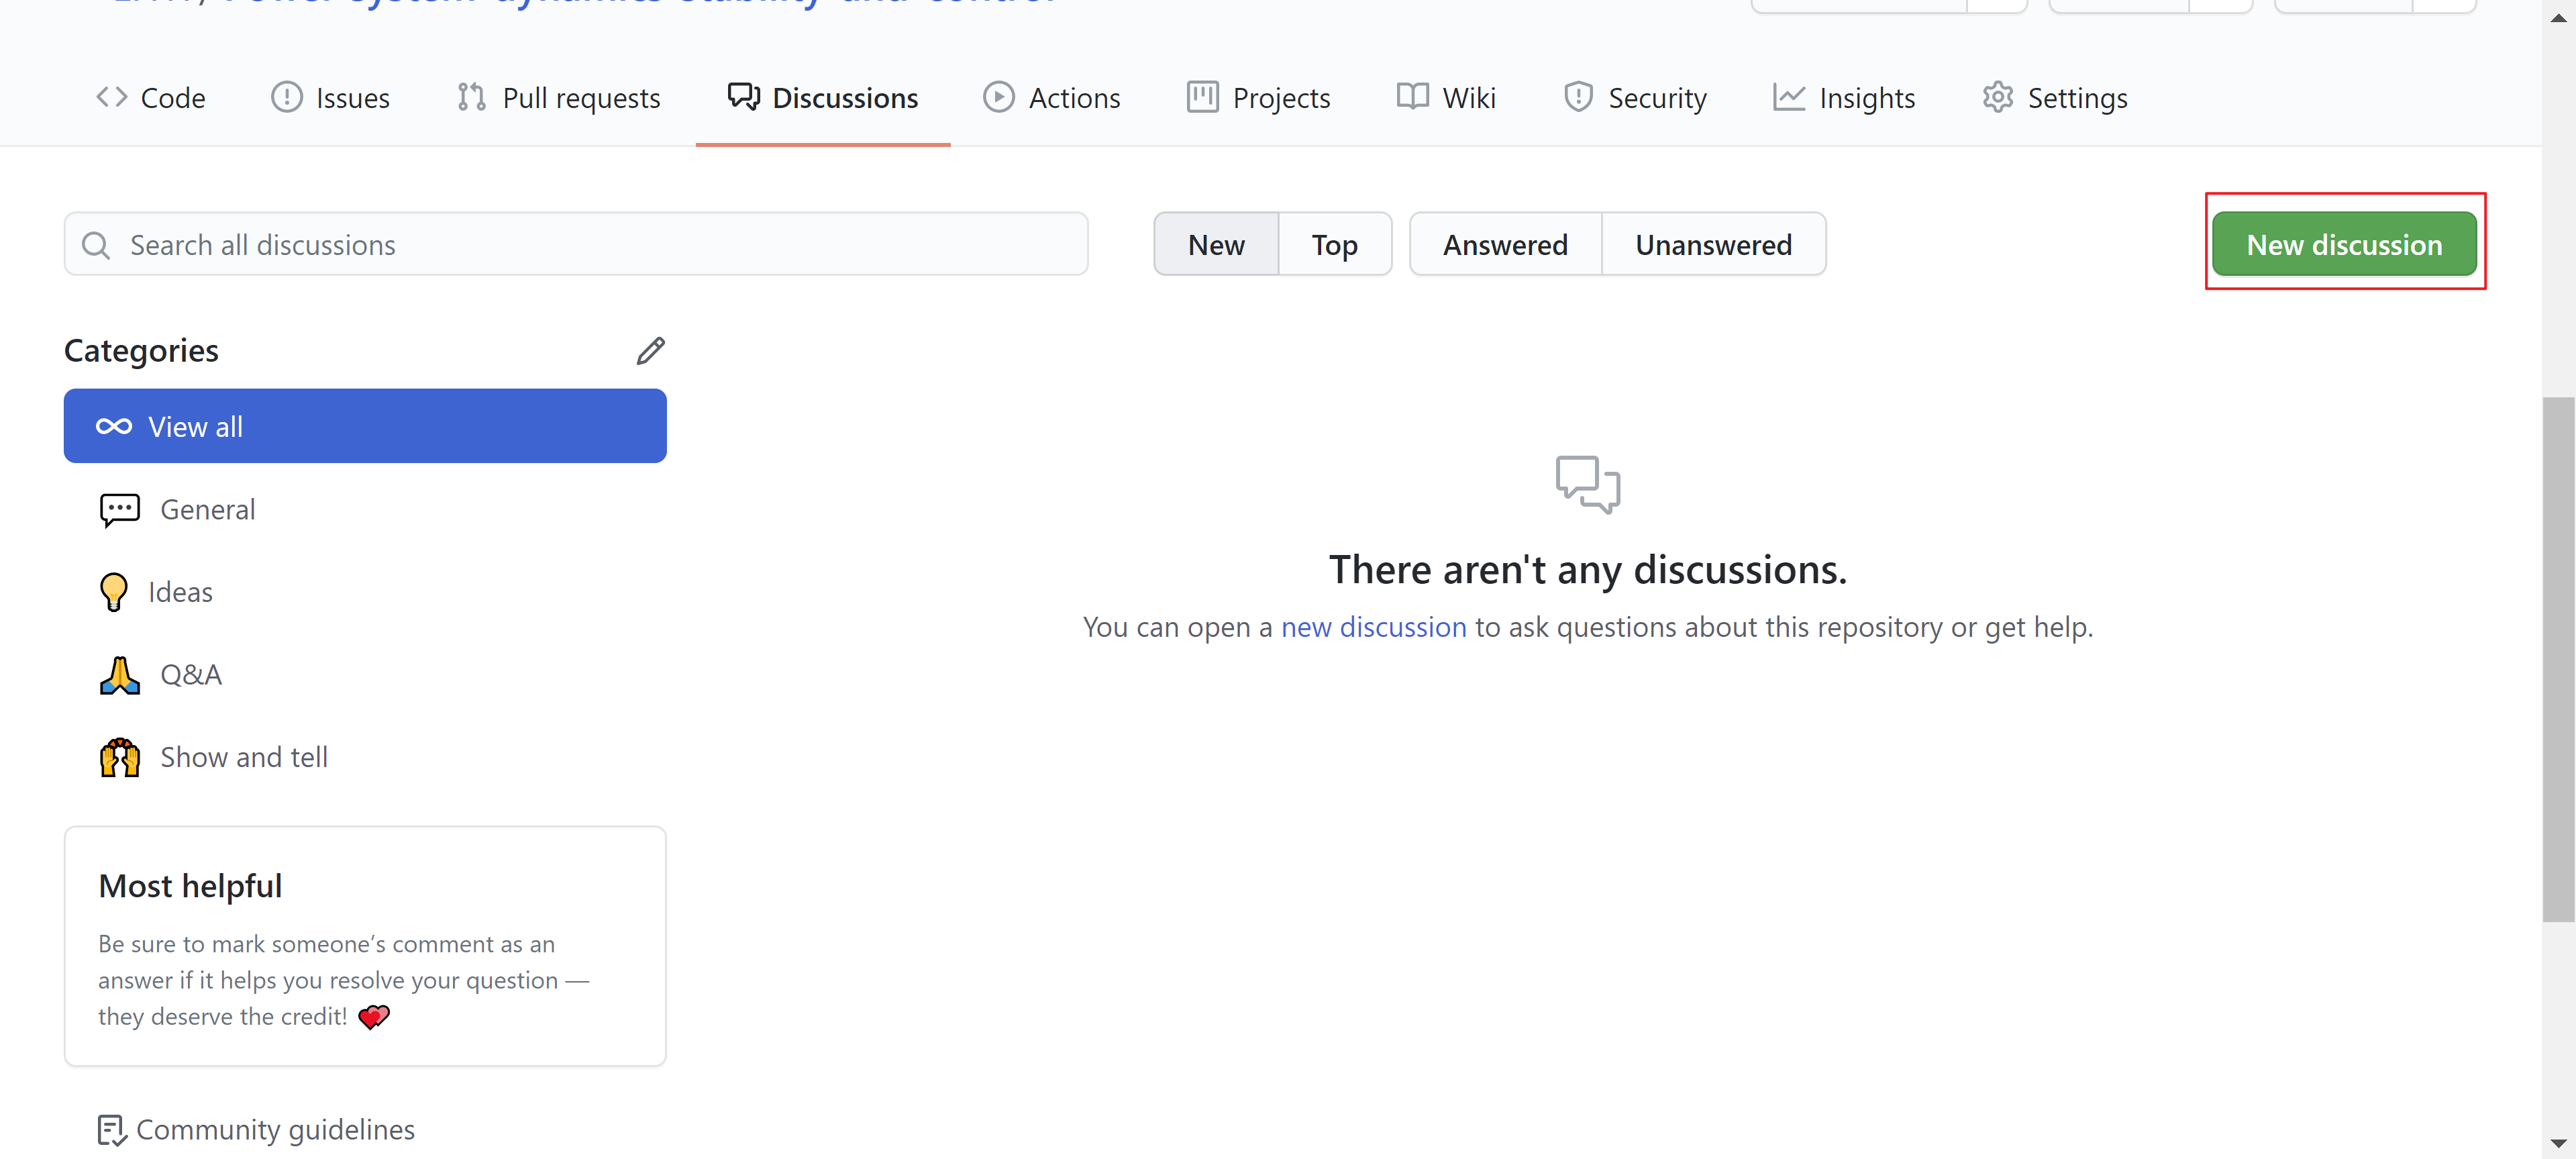 Code Issues Pull requests Discussions Actions Projects Wiki Security Insights Settings
Search all discussions New Top Answered Unanswered New discussion
Categories
View all
General
Ideas
Q&A
Show and tell
There aren't any discussions.
You can open a new discussion to ask questions about this repository or get help.
Most helpful
Be sure to mark someone’s comment as an
answer if it helps you resolve your question —
they deserve the credit!
Community guidelines